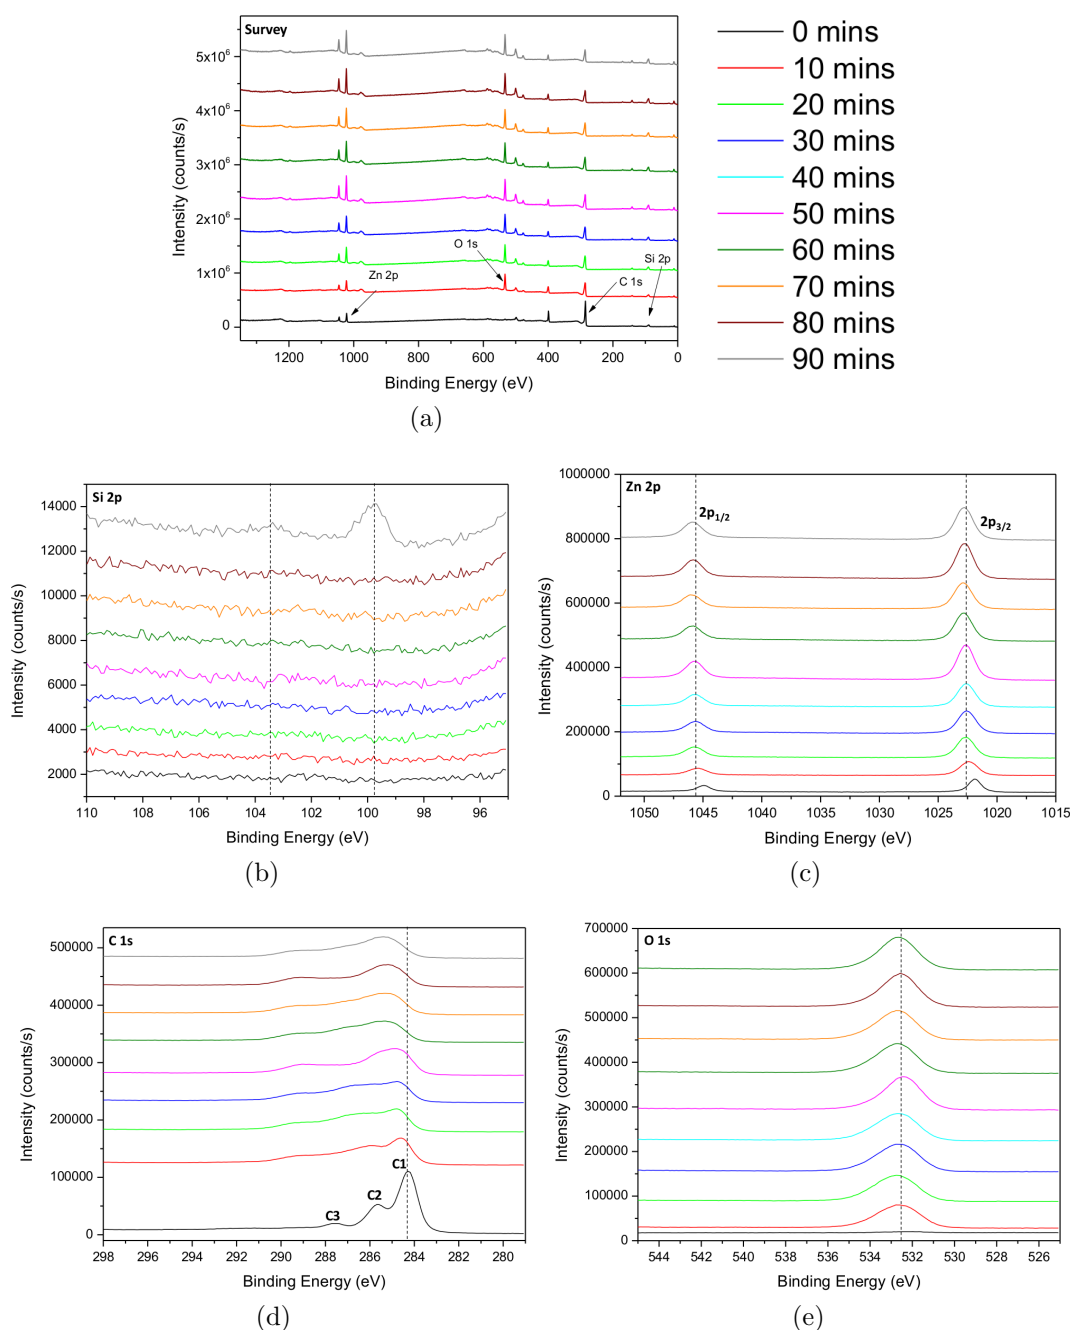 Survey
5x10⁶
4x10⁶
3x10⁶
2x10⁶
1x10⁶
0
Intensity (counts/s)
Zn 2p
O 1s
C 1s
Si 2p
1200 1000 800 600 400 200 0
Binding Energy (eV)
(a)
0 mins
10 mins
20 mins
30 mins
40 mins
50 mins
60 mins
70 mins
80 mins
90 mins
Si 2p
14000
12000
10000
8000
6000
4000
2000
Intensity (counts/s)
110 108 106 104 102 100 98 96
Binding Energy (eV)
(b)
Zn 2p
2p₁/₂
2p₃/₂
1000000
800000
600000
400000
200000
0
Intensity (counts/s)
1050 1045 1040 1035 1030 1025 1020 1015
Binding Energy (eV)
(c)
C 1s
500000
400000
300000
200000
100000
0
Intensity (counts/s)
C1
C2
C3
298 296 294 292 290 288 286 284 282 280
Binding Energy (eV)
(d)
O 1s
700000
600000
500000
400000
300000
200000
100000
0
Intensity (counts/s)
544 542 540 538 536 534 532 530 528 526
Binding Energy (eV)
(e)